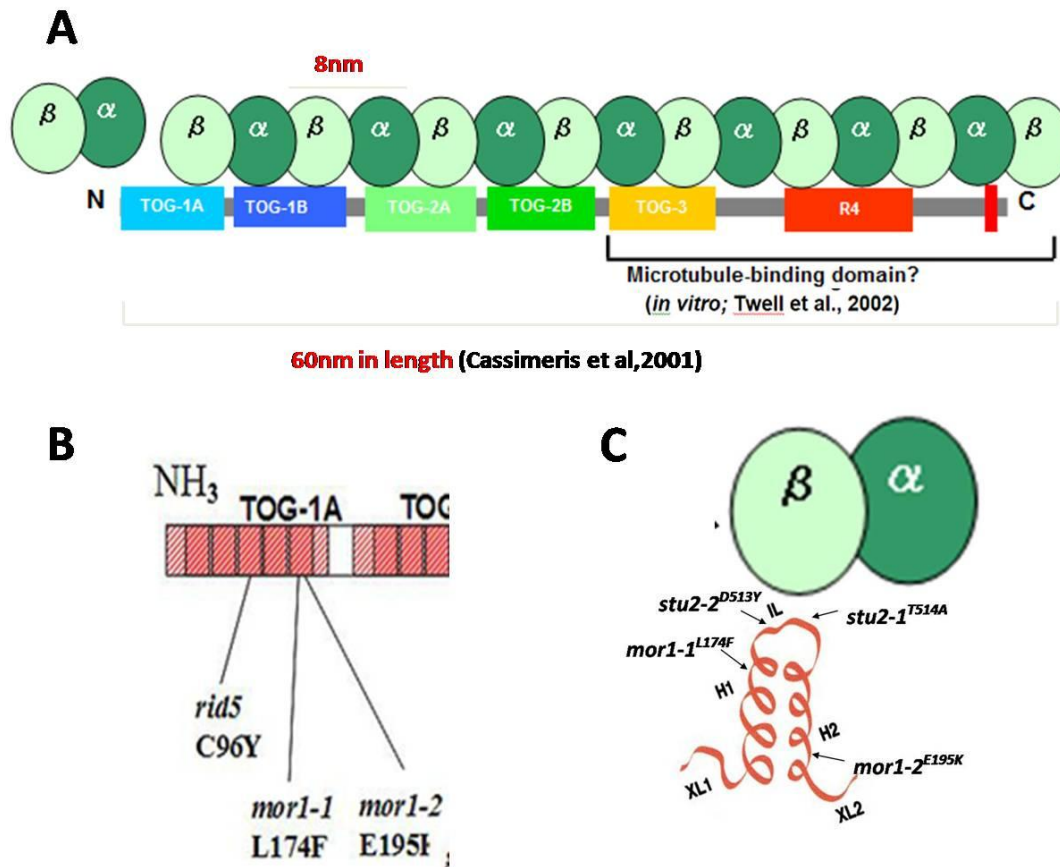 A
8nm
β α β α β α β α β α β α β α β α β
N TOG-1A TOG-1B TOG-2A TOG-2B TOG-3 R4 C
Microtubule-binding domain?
(in vitro; Twell et al., 2002)
60nm in length (Cassimeris et al,2001)
B
NH3
TOG-1A TOG
rid5
C96Y
mor1-1 mor1-2
L174F E195I
C
β α
stu2-2D513Y IL stu2-1T514A
mor1-1L174F
H1
H2
mor1-2E195K
XL1
XL2